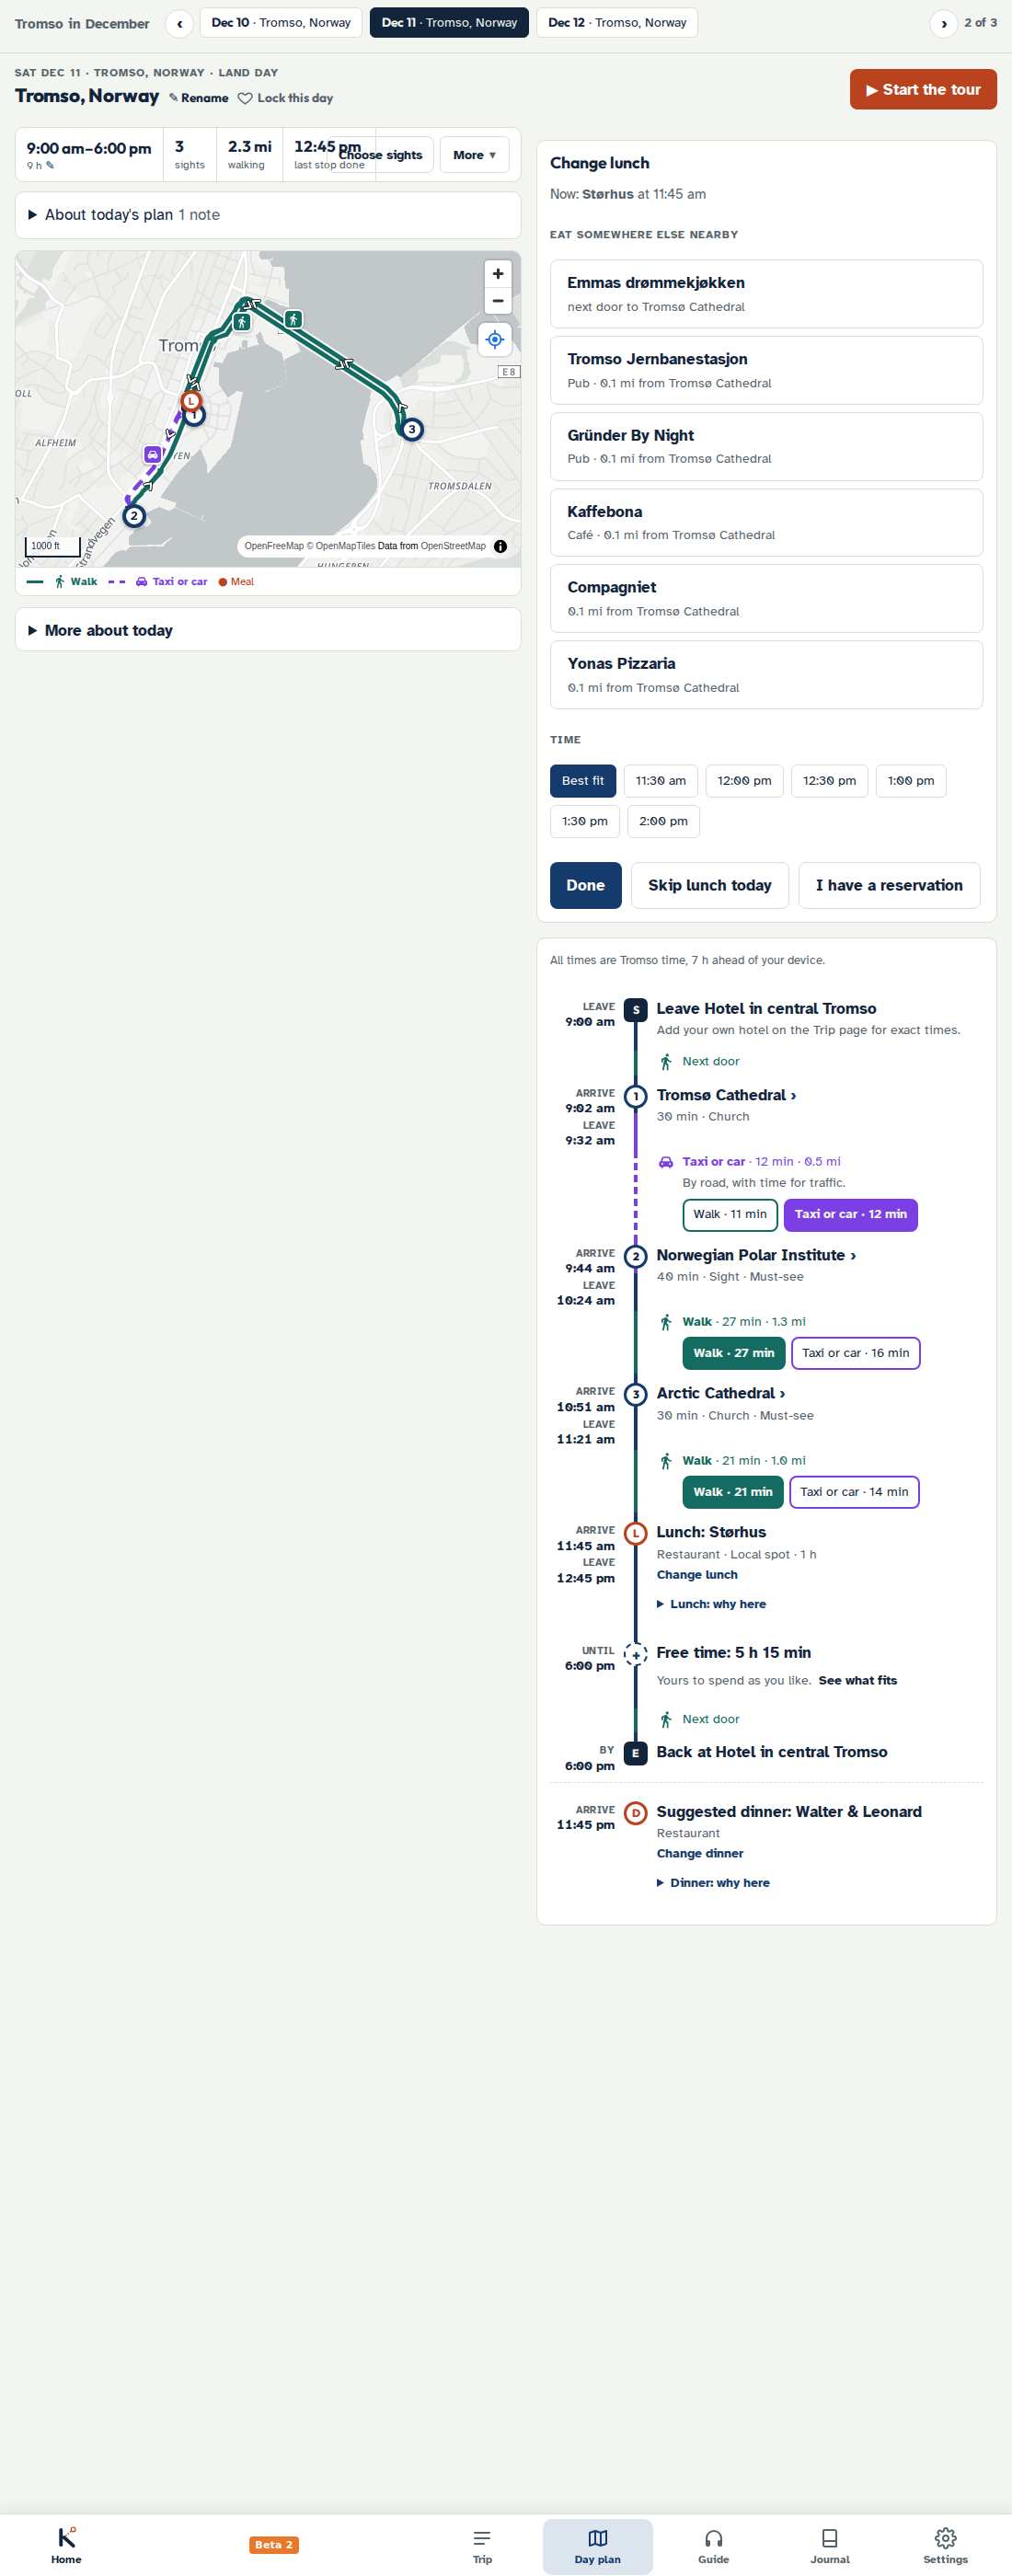 Tromso in December
‹
Dec 10 · Tromso, Norway
Dec 11 · Tromso, Norway
Dec 12 · Tromso, Norway
›
2 of 3
SAT DEC 11 · TROMSO, NORWAY · LAND DAY
Tromso, Norway ✎ Rename Lock this day
▶ Start the tour
9:00 am–6:00 pm
9 h ✎
3
sights
2.3 mi
walking
12:45 pm
last stop done
Choose sights
More ▾
▶ About today's plan 1 note
Trom
OLL
ALFHEIM
YEN
E 8
TROMSDALEN
Strandvegen
HUNGEREN
L
1
2
3
+
−
1000 ft
OpenFreeMap © OpenMapTiles Data from OpenStreetMap
Walk
Taxi or car
Meal
▶ More about today
Change lunch
Now: Størhus at 11:45 am
EAT SOMEWHERE ELSE NEARBY
Emmas drømmekjøkken
next door to Tromsø Cathedral
Tromso Jernbanestasjon
Pub · 0.1 mi from Tromsø Cathedral
Gründer By Night
Pub · 0.1 mi from Tromsø Cathedral
Kaffebona
Café · 0.1 mi from Tromsø Cathedral
Compagniet
0.1 mi from Tromsø Cathedral
Yonas Pizzaria
0.1 mi from Tromsø Cathedral
TIME
Best fit
11:30 am
12:00 pm
12:30 pm
1:00 pm
1:30 pm
2:00 pm
Done
Skip lunch today
I have a reservation
All times are Tromso time, 7 h ahead of your device.
LEAVE
9:00 am
S
Leave Hotel in central Tromso
Add your own hotel on the Trip page for exact times.
Next door
ARRIVE
9:02 am
LEAVE
9:32 am
1
Tromsø Cathedral ›
30 min · Church
Taxi or car · 12 min · 0.5 mi
By road, with time for traffic.
Walk · 11 min
Taxi or car · 12 min
ARRIVE
9:44 am
LEAVE
10:24 am
2
Norwegian Polar Institute ›
40 min · Sight · Must-see
Walk · 27 min · 1.3 mi
Walk · 27 min
Taxi or car · 16 min
ARRIVE
10:51 am
LEAVE
11:21 am
3
Arctic Cathedral ›
30 min · Church · Must-see
Walk · 21 min · 1.0 mi
Walk · 21 min
Taxi or car · 14 min
ARRIVE
11:45 am
LEAVE
12:45 pm
L
Lunch: Størhus
Restaurant · Local spot · 1 h
Change lunch
▶ Lunch: why here
UNTIL
6:00 pm
+
Free time: 5 h 15 min
Yours to spend as you like. See what fits
Next door
BY
6:00 pm
E
Back at Hotel in central Tromso
ARRIVE
11:45 pm
D
Suggested dinner: Walter & Leonard
Restaurant
Change dinner
▶ Dinner: why here
Home
Beta 2
Trip
Day plan
Guide
Journal
Settings